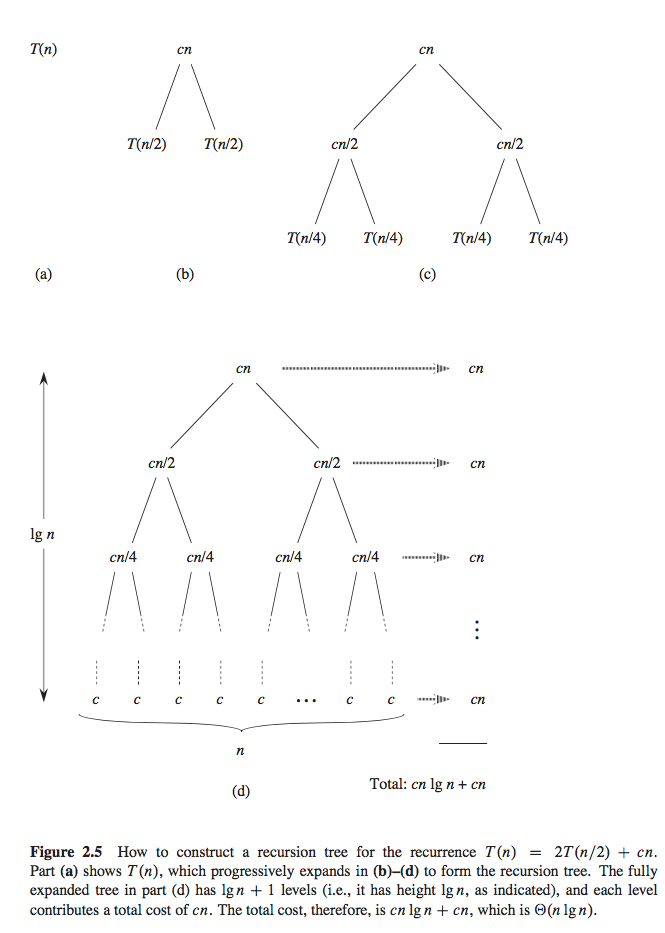 T(n) cn cn
T(n/2) T(n/2) cn/2 cn/2
T(n/4) T(n/4) T(n/4) T(n/4)
(a) (b) (c)
cn cn
cn/2 cn/2 cn
lg n
cn/4 cn/4 cn/4 cn/4 cn
c c c c c ... c c cn
n
Total: cn lg n + cn
(d)
Figure 2.5 How to construct a recursion tree for the recurrence T(n) = 2T(n/2) + cn.
Part (a) shows T(n), which progressively expands in (b)–(d) to form the recursion tree. The fully
expanded tree in part (d) has lg n + 1 levels (i.e., it has height lg n, as indicated), and each level
contributes a total cost of cn. The total cost, therefore, is cn lg n + cn, which is Θ(n lg n).